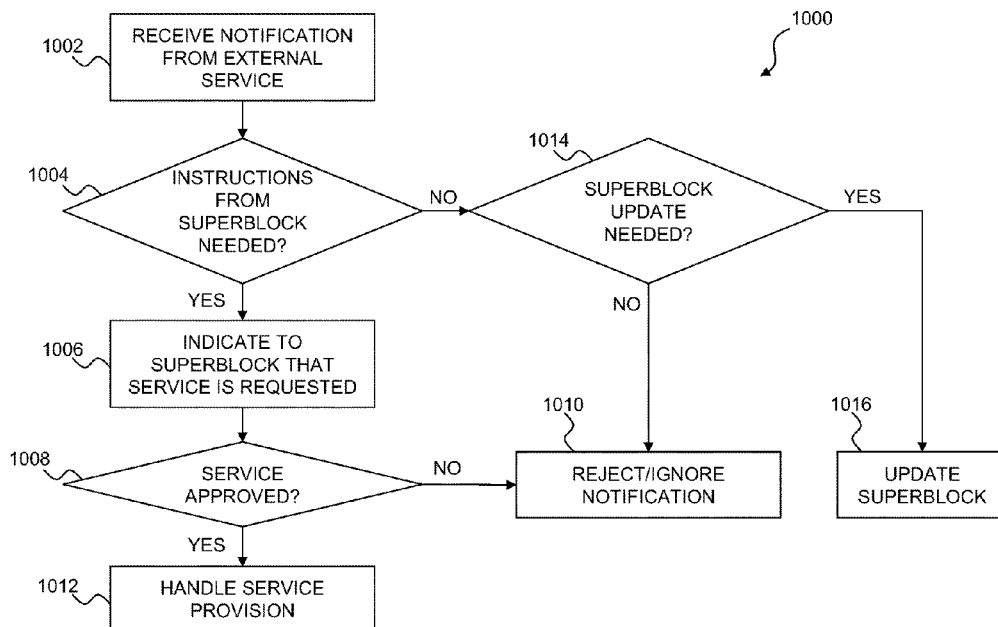 1000
1002
RECEIVE NOTIFICATION
FROM EXTERNAL
SERVICE
1004
INSTRUCTIONS
FROM
SUPERBLOCK
NEEDED?
NO
1014
SUPERBLOCK
UPDATE
NEEDED?
YES
NO
YES
1006
INDICATE TO
SUPERBLOCK THAT
SERVICE IS REQUESTED
1008
SERVICE
APPROVED?
NO
1010
REJECT/IGNORE
NOTIFICATION
1016
UPDATE
SUPERBLOCK
YES
1012
HANDLE SERVICE
PROVISION